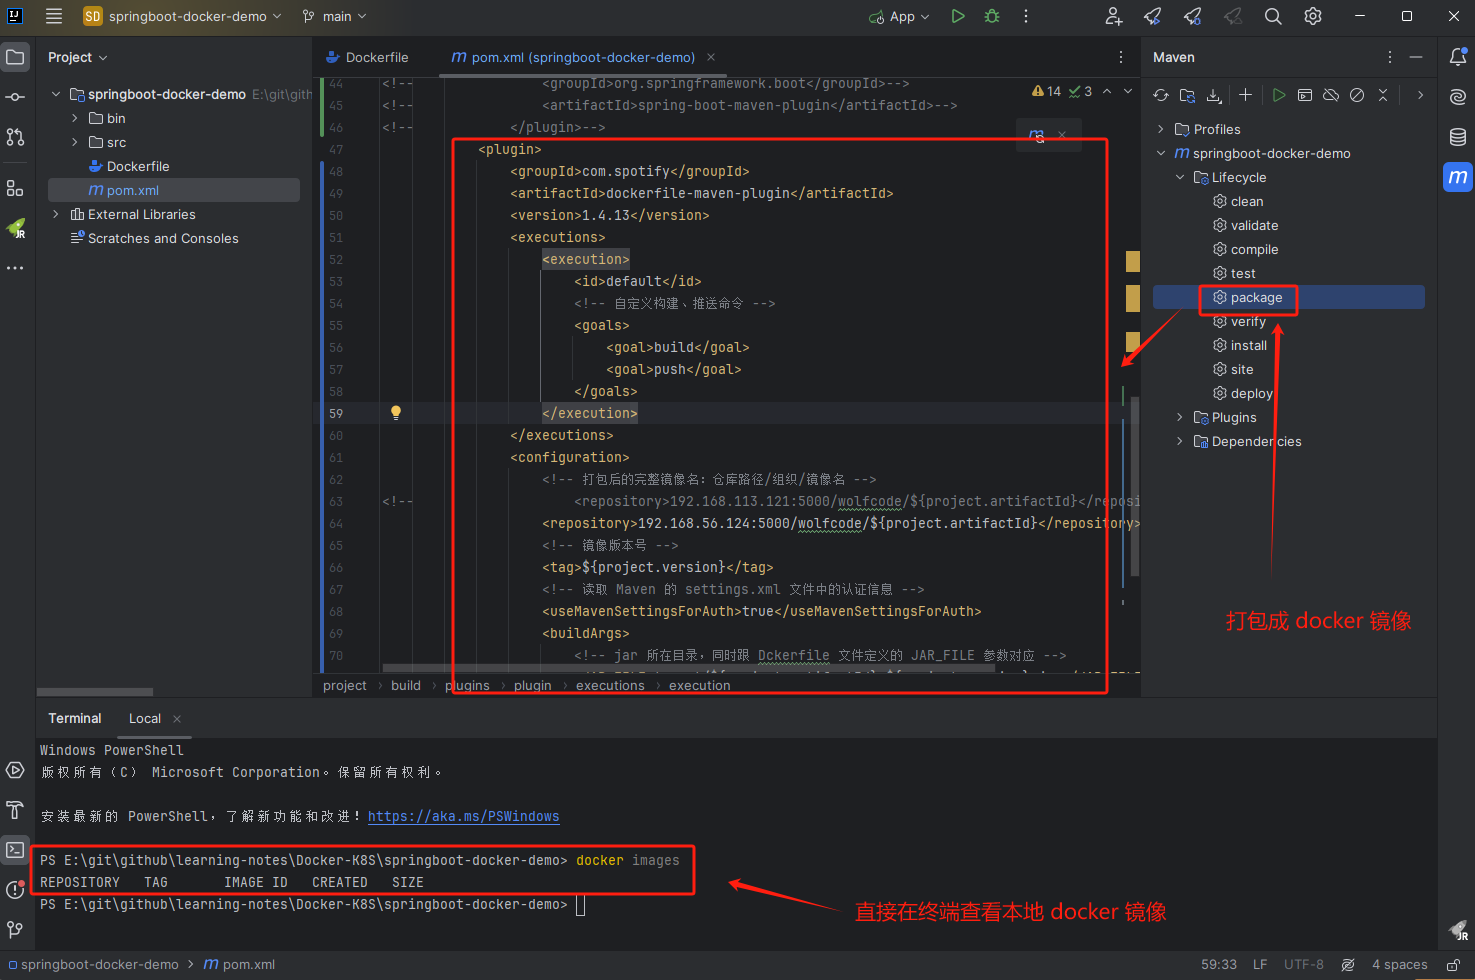 SD springboot-docker-demo
main
App
Project
springboot-docker-demo E:\git\gith
bin
src
Dockerfile
pom.xml
External Libraries
Scratches and Consoles
Dockerfile
pom.xml (springboot-docker-demo)
14 3
44 <!-- <groupId>org.springframework.boot</groupId>-->
45 <!-- <artifactId>spring-boot-maven-plugin</artifactId>-->
46 <!-- </plugin>-->
47 <plugin>
48 <groupId>com.spotify</groupId>
49 <artifactId>dockerfile-maven-plugin</artifactId>
50 <version>1.4.13</version>
51 <executions>
52 <execution>
53 <id>default</id>
54 <!-- 自定义构建、推送命令 -->
55 <goals>
56 <goal>build</goal>
57 <goal>push</goal>
58 </goals>
59 </execution>
60 </executions>
61 <configuration>
62 <!-- 打包后的完整镜像名: 仓库路径/组织/镜像名 -->
63 <!-- <repository>192.168.113.121:5000/wolfcode/${project.artifactId}</reposi
64 <repository>192.168.56.124:5000/wolfcode/${project.artifactId}</repository>
65 <!-- 镜像版本号 -->
66 <tag>${project.version}</tag>
67 <!-- 读取 Maven 的 settings.xml 文件中的认证信息 -->
68 <useMavenSettingsForAuth>true</useMavenSettingsForAuth>
69 <buildArgs>
70 <!-- jar 所在目录，同时跟 Dckerfile 文件定义的 JAR_FILE 参数对应 -->
project › build › plugins › plugin › executions › execution
Maven
Profiles
springboot-docker-demo
Lifecycle
clean
validate
compile
test
package
verify
install
site
deploy
Plugins
Dependencies
打包成 docker 镜像
Terminal Local
Windows PowerShell
版权所有（C） Microsoft Corporation。保留所有权利。
安装最新的 PowerShell，了解新功能和改进！https://aka.ms/PSWindows
PS E:\git\github\learning-notes\Docker-K8S\springboot-docker-demo> docker images
REPOSITORY TAG IMAGE ID CREATED SIZE
PS E:\git\github\learning-notes\Docker-K8S\springboot-docker-demo>
直接在终端查看本地 docker 镜像
springboot-docker-demo › pom.xml
59:33 LF UTF-8 4 spaces